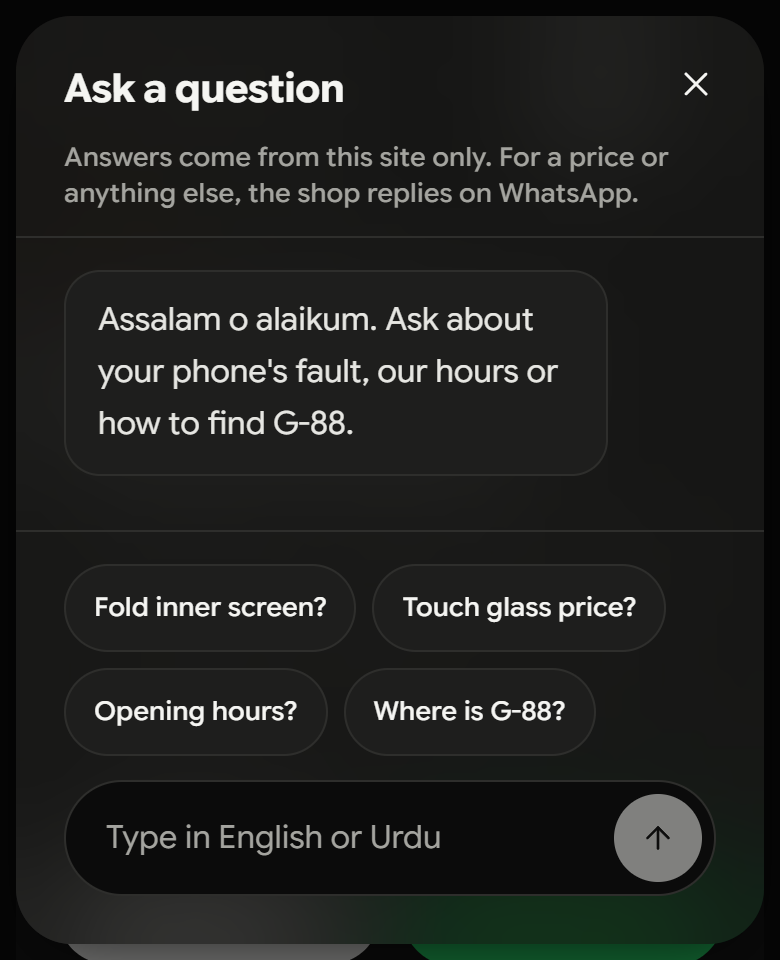 Ask a question
Answers come from this site only. For a price or
anything else, the shop replies on WhatsApp.
Assalam o alaikum. Ask about
your phone's fault, our hours or
how to find G-88.
Fold inner screen?
Touch glass price?
Opening hours?
Where is G-88?
Type in English or Urdu